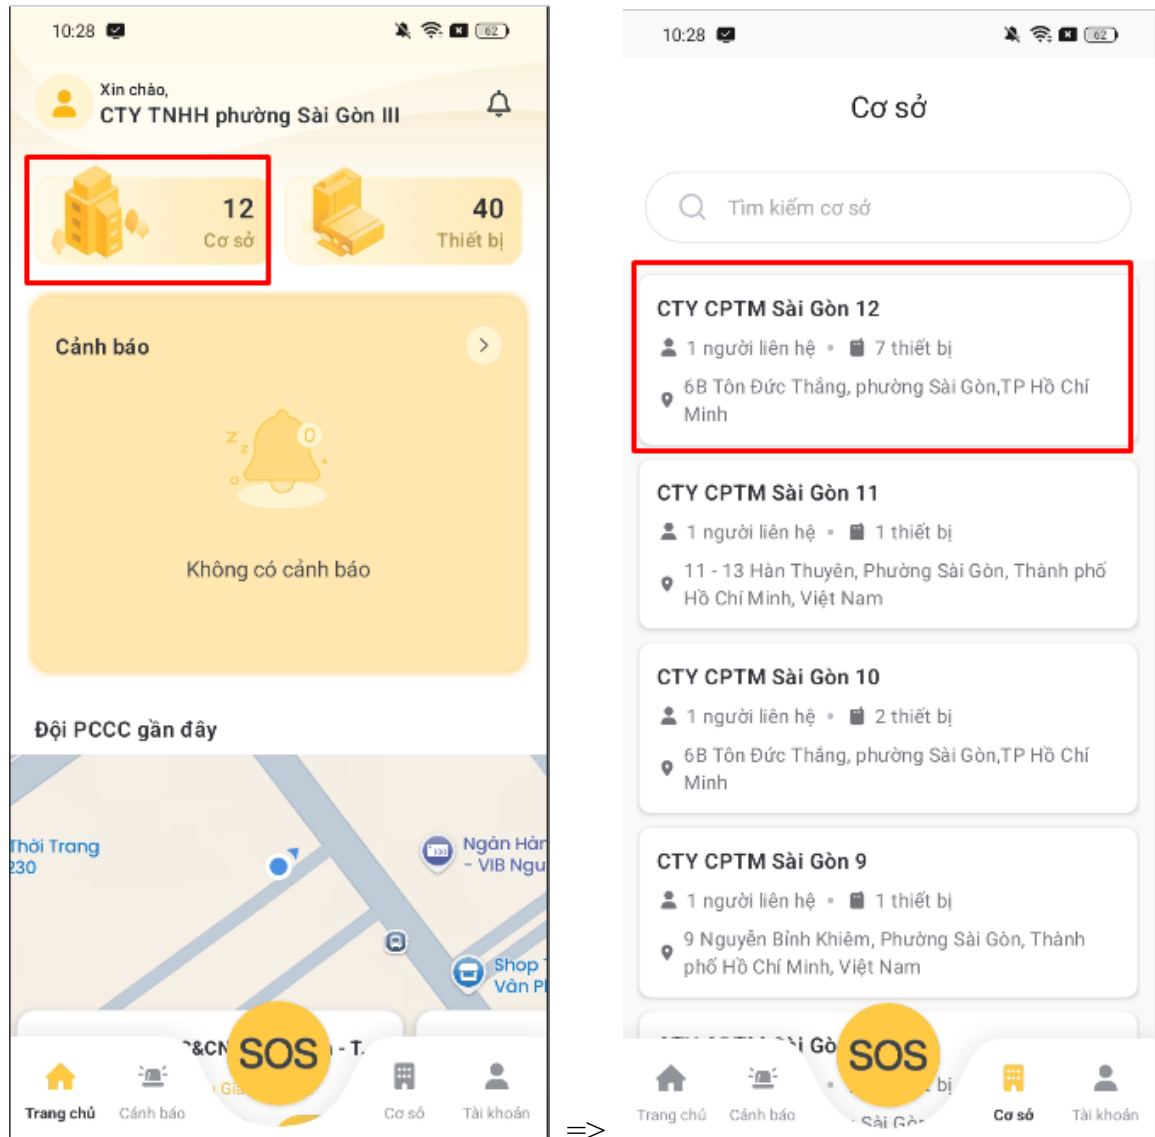 10:28
62
Xin chào,
CTY TNHH phường Sài Gòn III
12
Cơ sở
40
Thiết bị
Cảnh báo
z z
0
Không có cảnh báo
Đội PCCC gần đây
Thời Trang
230
Ngân Hàn
- VIB Ngu
Shop
Vân P
&CN
- T.
SOS
Trang chủ
Cảnh báo
Cơ sở
Tài khoản
=>
10:28
62
Cơ sở
Tìm kiếm cơ sở
CTY CPTM Sài Gòn 12
1 người liên hệ • 7 thiết bị
6B Tôn Đức Thắng, phường Sài Gòn,TP Hồ Chí
Minh
CTY CPTM Sài Gòn 11
1 người liên hệ • 1 thiết bị
11 - 13 Hàn Thuyên, Phường Sài Gòn, Thành phố
Hồ Chí Minh, Việt Nam
CTY CPTM Sài Gòn 10
1 người liên hệ • 2 thiết bị
6B Tôn Đức Thắng, phường Sài Gòn,TP Hồ Chí
Minh
CTY CPTM Sài Gòn 9
1 người liên hệ • 1 thiết bị
9 Nguyễn Bỉnh Khiêm, Phường Sài Gòn, Thành
phố Hồ Chí Minh, Việt Nam
SOS
bị
Sài Gòn
Trang chủ
Cảnh báo
Cơ sở
Tài khoản